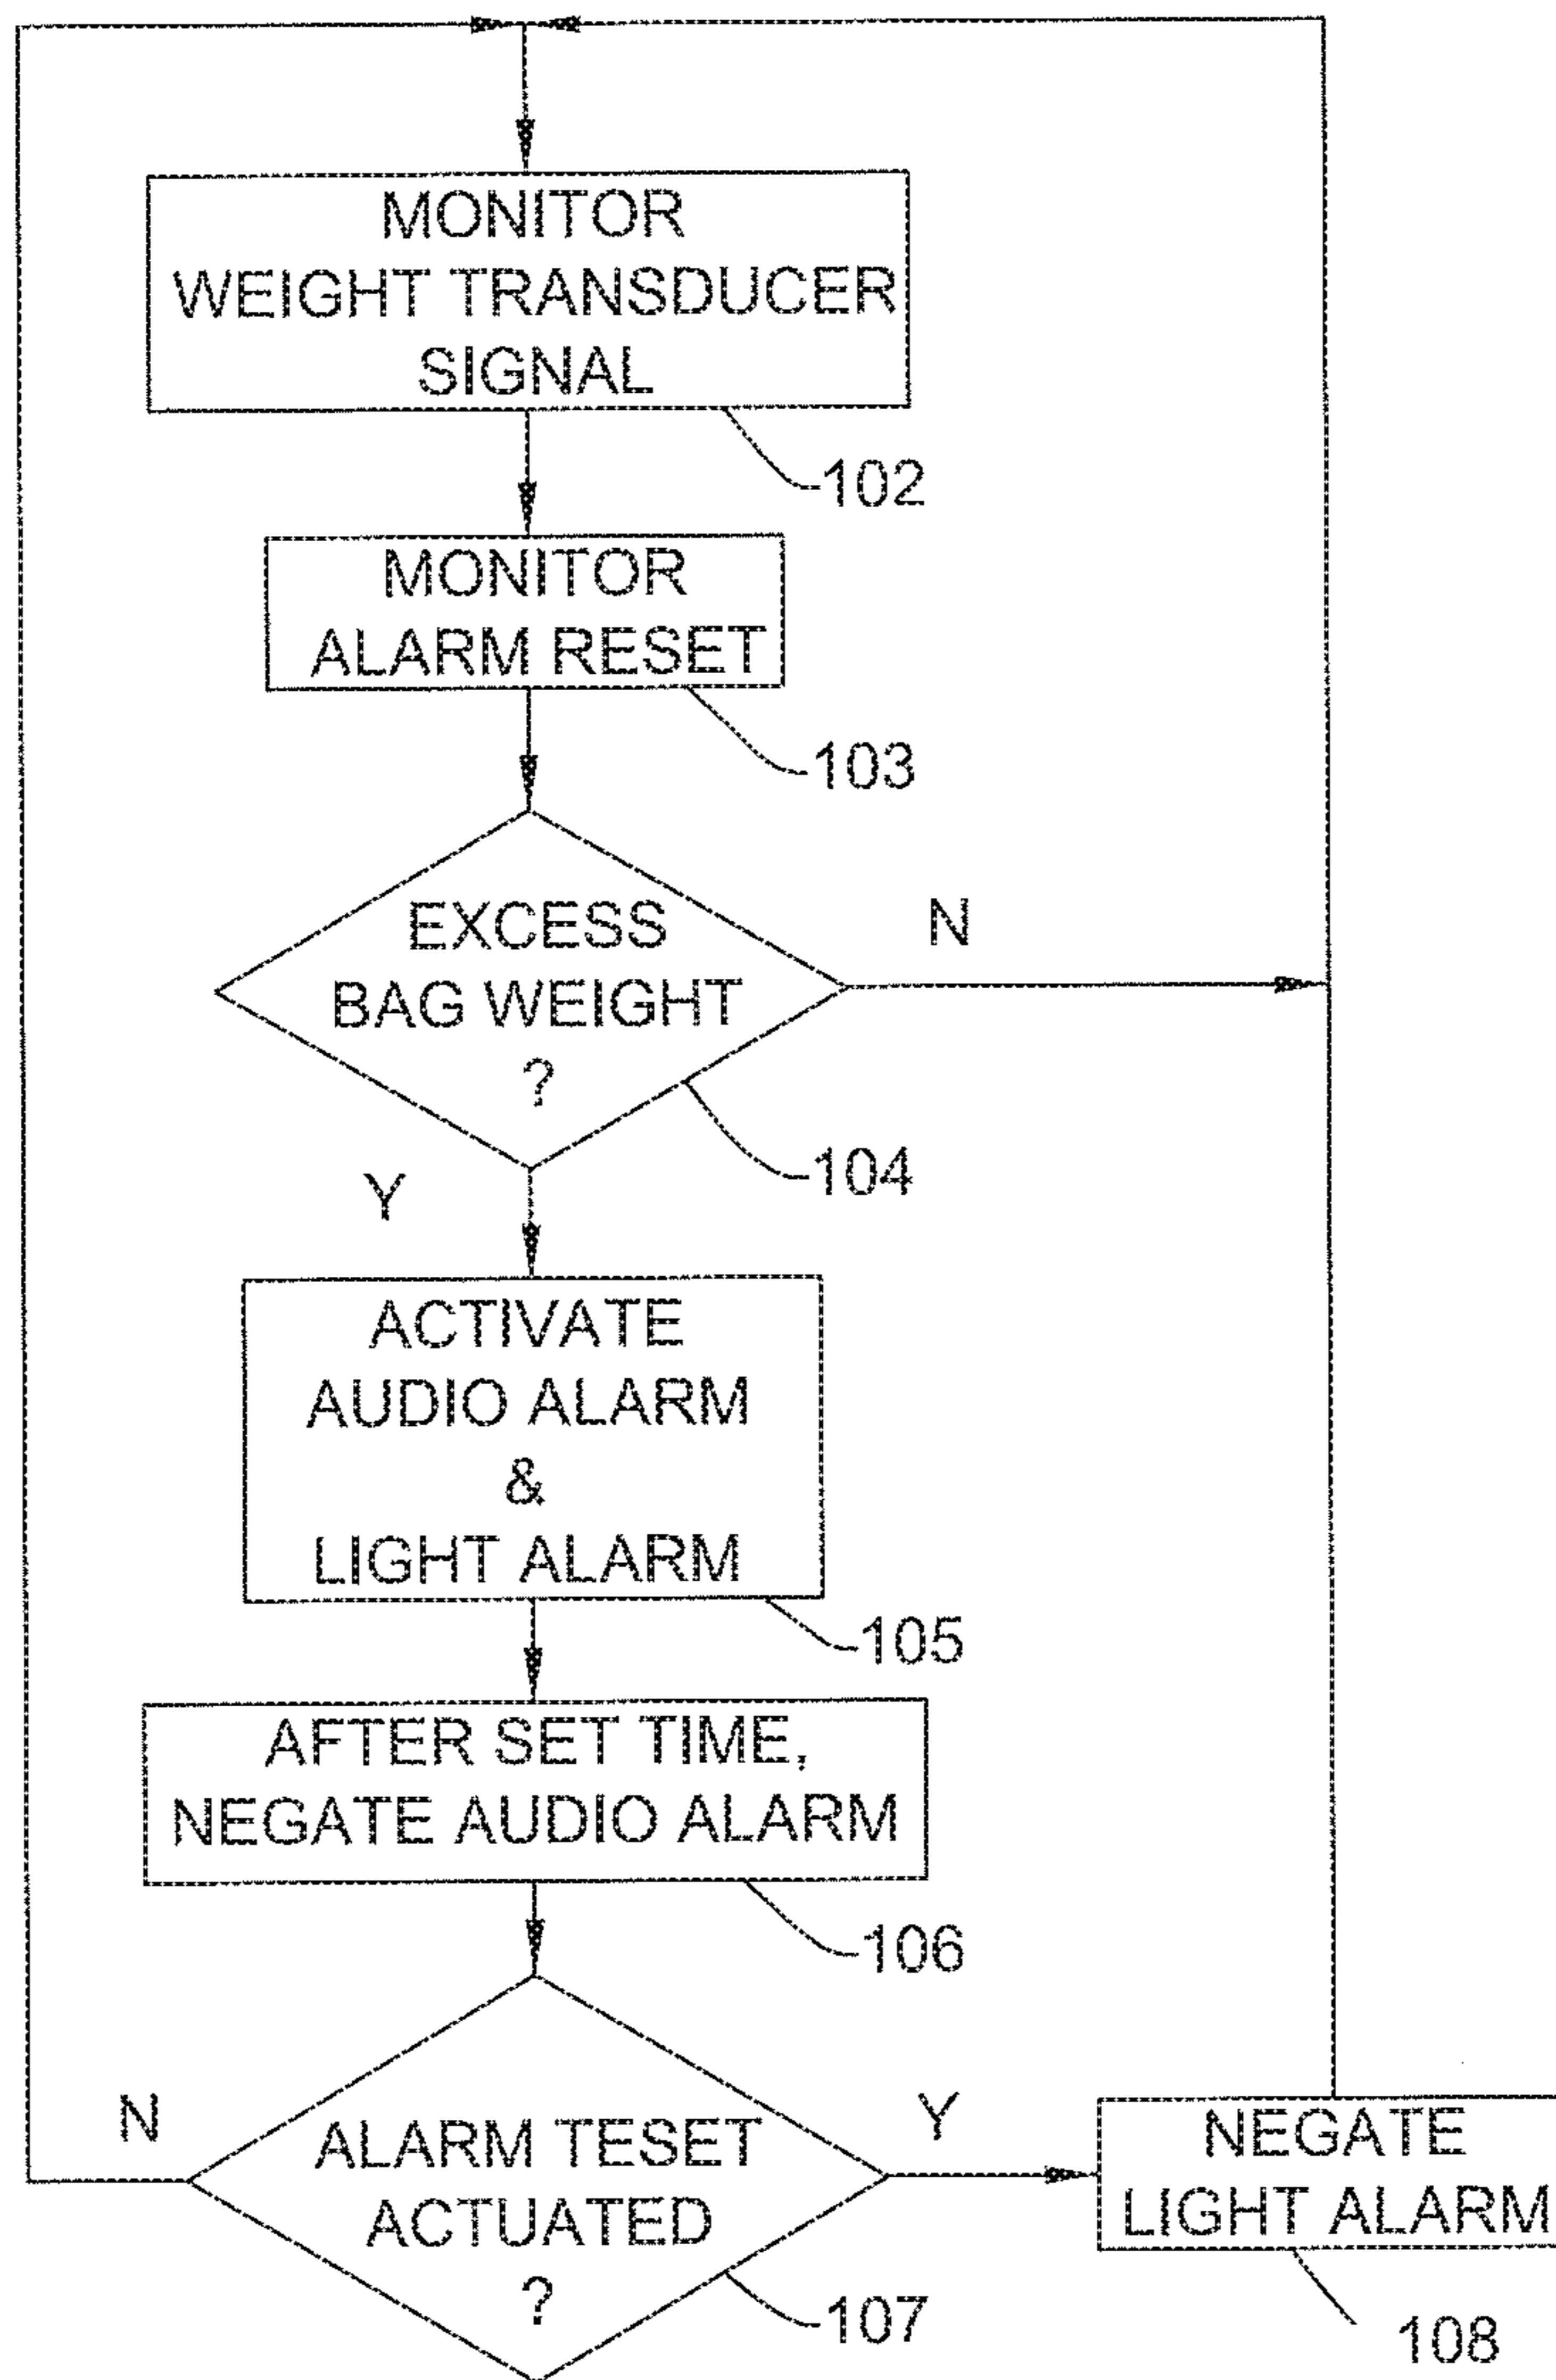 MONITOR
WEIGHT TRANSDUCER
SIGNAL
102
MONITOR
ALARM RESET
103
EXCESS
BAG WEIGHT
?
N
104
Y
ACTIVATE
AUDIO ALARM
&
LIGHT ALARM
105
AFTER SET TIME,
NEGATE AUDIO ALARM
106
N
ALARM TESET
ACTUATED
?
Y
107
NEGATE
LIGHT ALARM
108